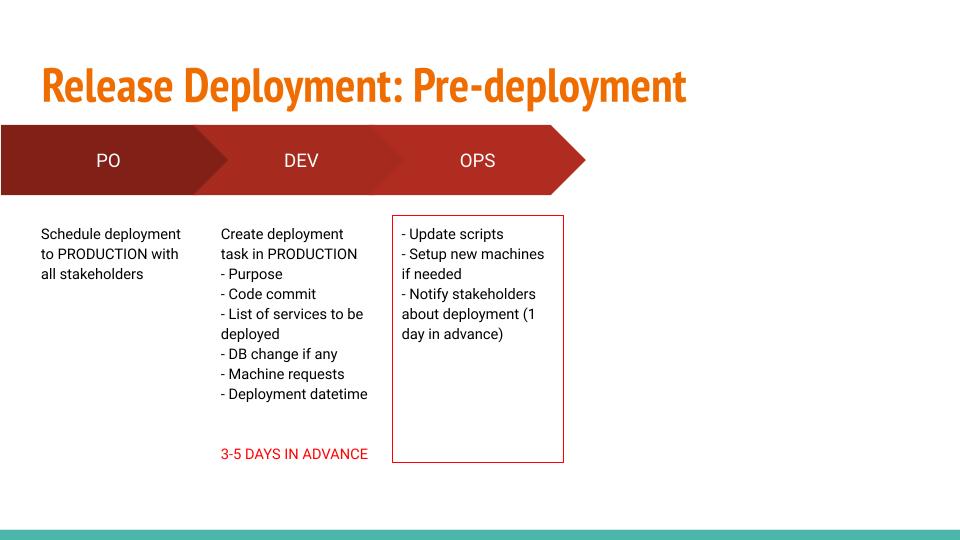 Release Deployment: Pre-deployment
PO
DEV
OPS
Schedule deployment
to PRODUCTION with
all stakeholders
Create deployment
task in PRODUCTION
- Purpose
- Code commit
- List of services to be
deployed
- DB change if any
- Machine requests
- Deployment datetime
3-5 DAYS IN ADVANCE
- Update scripts
- Setup new machines
if needed
- Notify stakeholders
about deployment (1
day in advance)